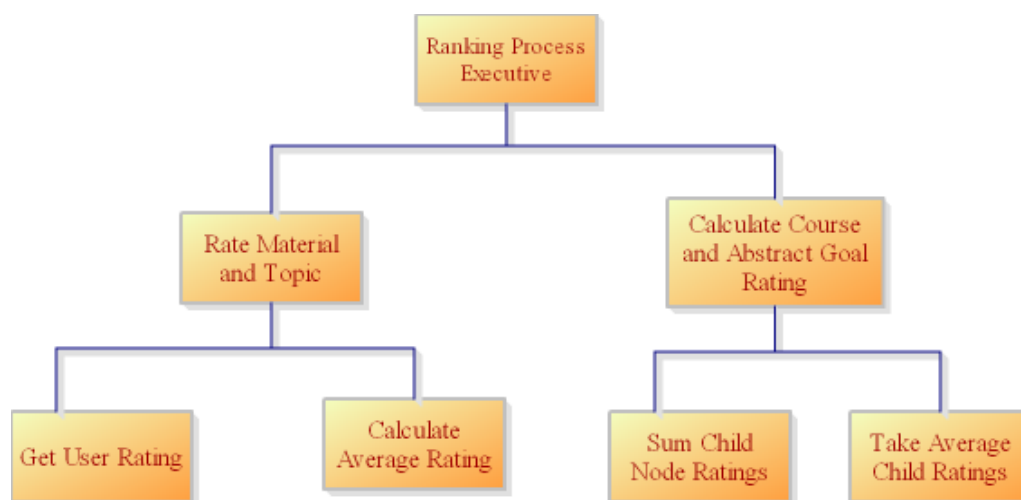 Ranking Process
Executive
Rate Material
and Topic
Calculate Course
and Abstract Goal
Rating
Get User Rating
Calculate
Average Rating
Sum Child
Node Ratings
Take Average
Child Ratings